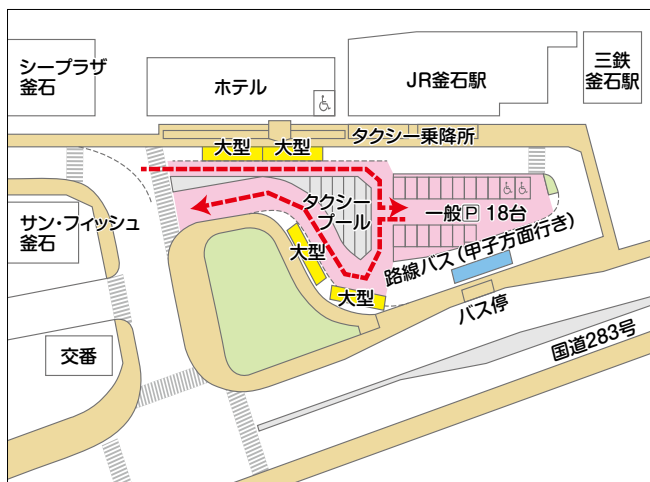 シープラザ
釜石
ホテル
JR釜石駅
三鉄
釜石駅
大型
大型
タクシー乗降所
タクシー
プール
一般P 18台
サン・フィッシュ
釜石
大型
大型
路線バス(甲子方面行き)
バス停
国道283号
交番